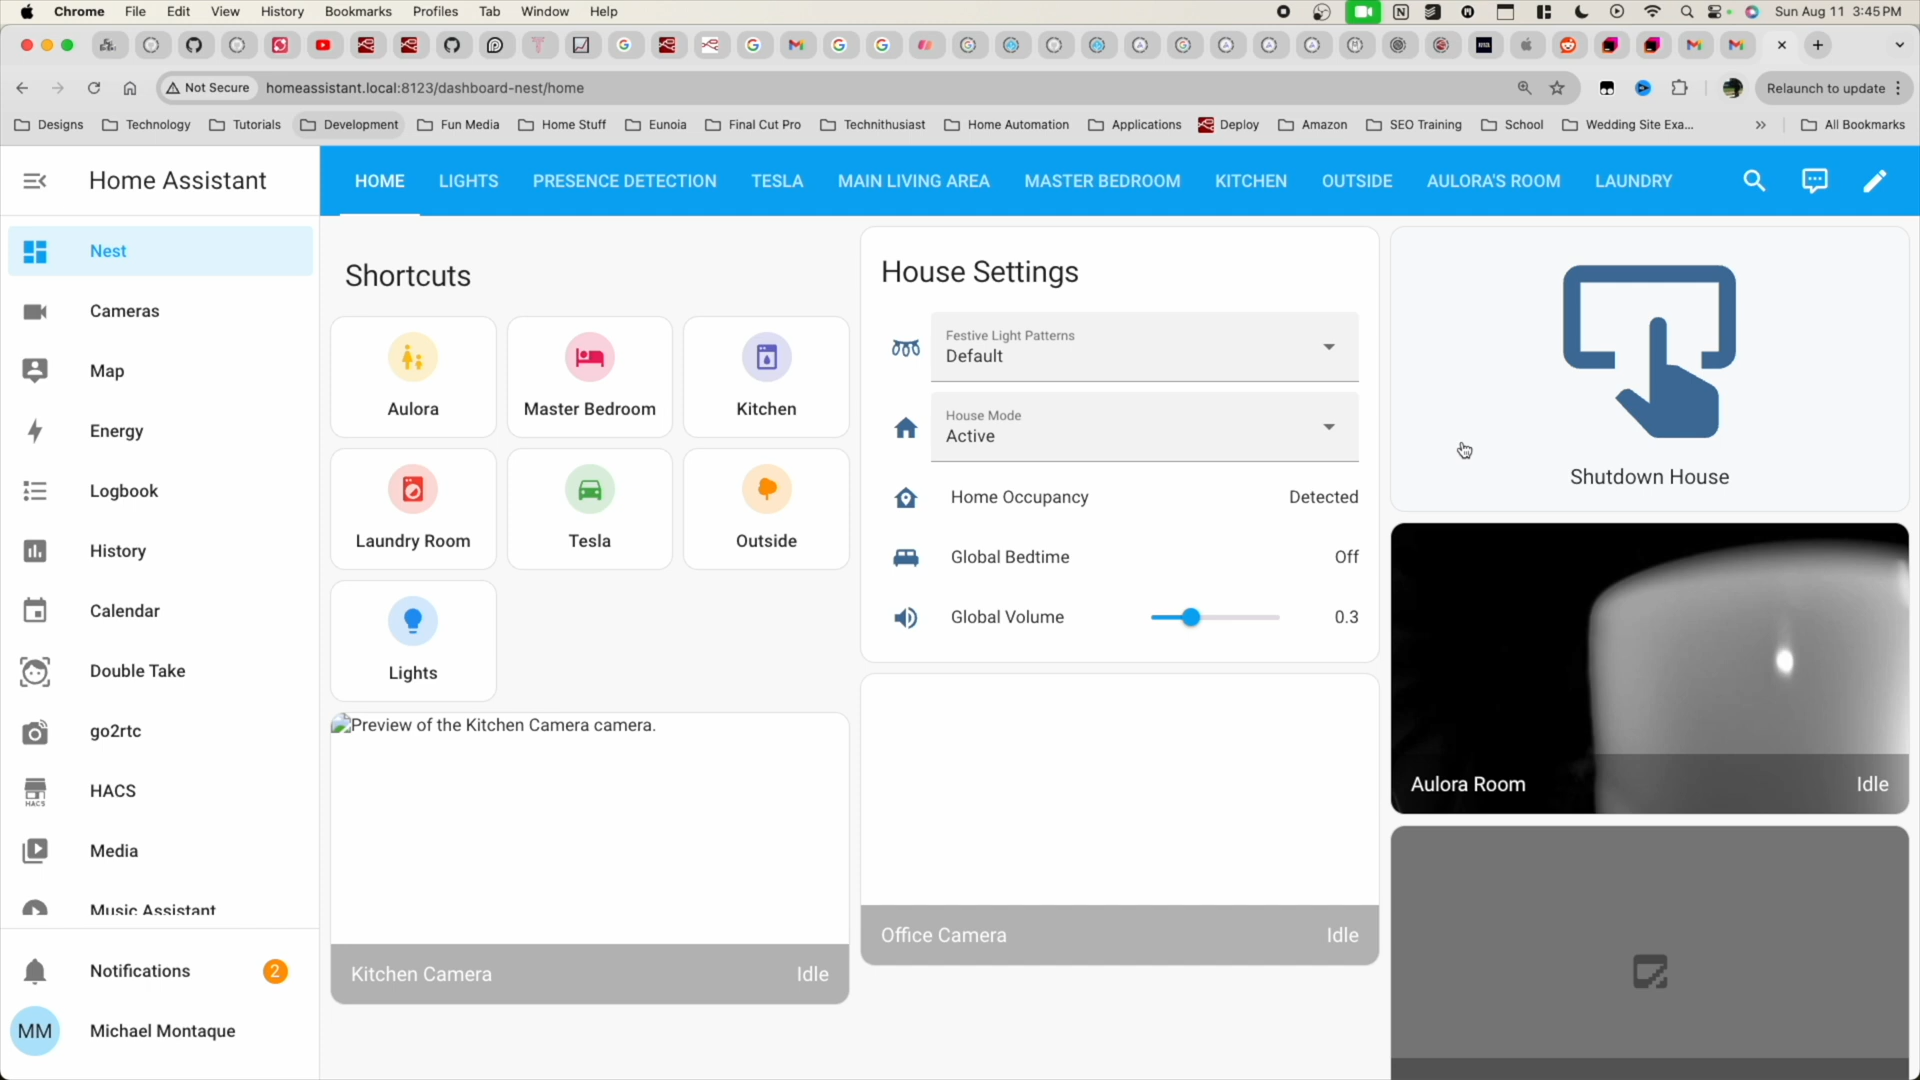 Chrome File Edit View History Bookmarks Profiles Tab Window Help Sun Aug 11 3:45 PM
Not Secure homeassistant.local:8123/dashboard-nest/home Relaunch to update
Designs Technology Tutorials Development Fun Media Home Stuff Eunoia Final Cut Pro Technithusiast Home Automation Applications Deploy Amazon SEO Training School Wedding Site Exa... » All Bookmarks
Home Assistant
HOME LIGHTS PRESENCE DETECTION TESLA MAIN LIVING AREA MASTER BEDROOM KITCHEN OUTSIDE AULORA'S ROOM LAUNDRY
Nest
Cameras
Map
Energy
Logbook
History
Calendar
Double Take
go2rtc
HACS
HACS
Media
Music Assistant
Notifications 2
MM Michael Montaque
Shortcuts
Aulora
Master Bedroom
Kitchen
Laundry Room
Tesla
Outside
Lights
Preview of the Kitchen Camera camera.
Kitchen Camera Idle
House Settings
Festive Light Patterns
Default
House Mode
Active
Home Occupancy Detected
Global Bedtime Off
Global Volume 0.3
Office Camera Idle
Shutdown House
Aulora Room Idle